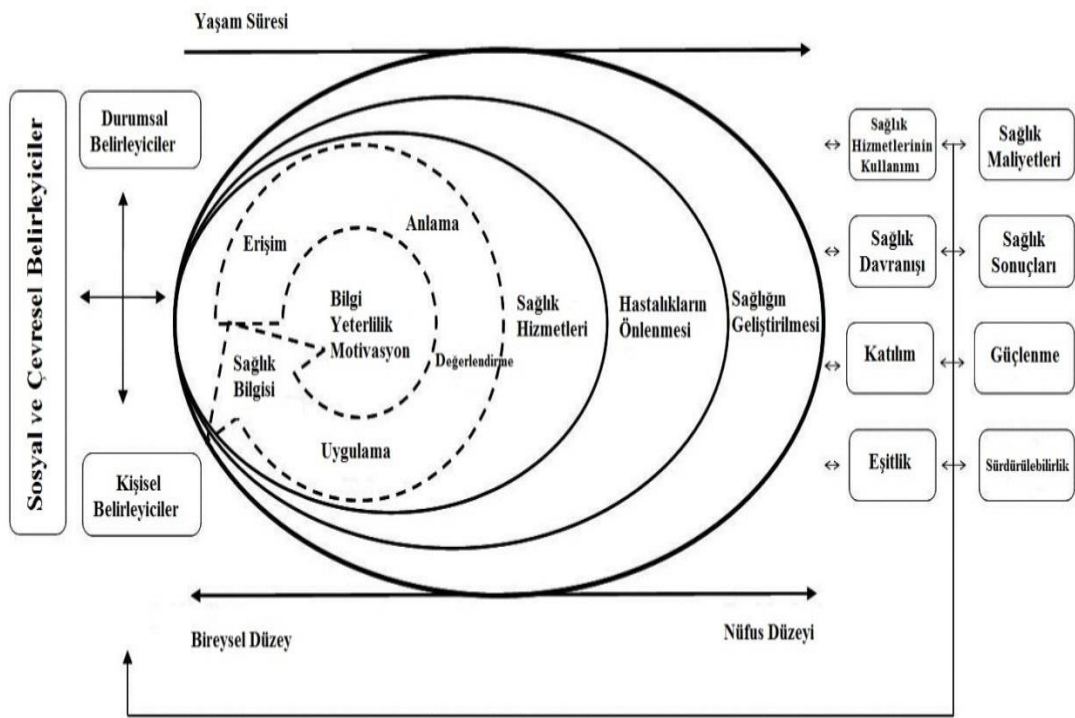 Yaşam Süresi
Sosyal ve Çevresel Belirleyiciler
Durumsal
Belirleyiciler
Kişisel
Belirleyiciler
Erişim
Anlama
Bilgi
Yeterlilik
Motivasyon
Sağlık
Bilgisi
Değerlendirme
Uygulama
Sağlık
Hizmetleri
Hastalıkların
Önlenmesi
Sağlığın
Geliştirilmesi
Sağlık
Hizmetlerinin
Kullanımı
Sağlık
Maliyetleri
Sağlık
Davranışı
Sağlık
Sonuçları
Katılım
Güçlenme
Eşitlik
Sürdürülebilirlik
Bireysel Düzey
Nüfus Düzeyi